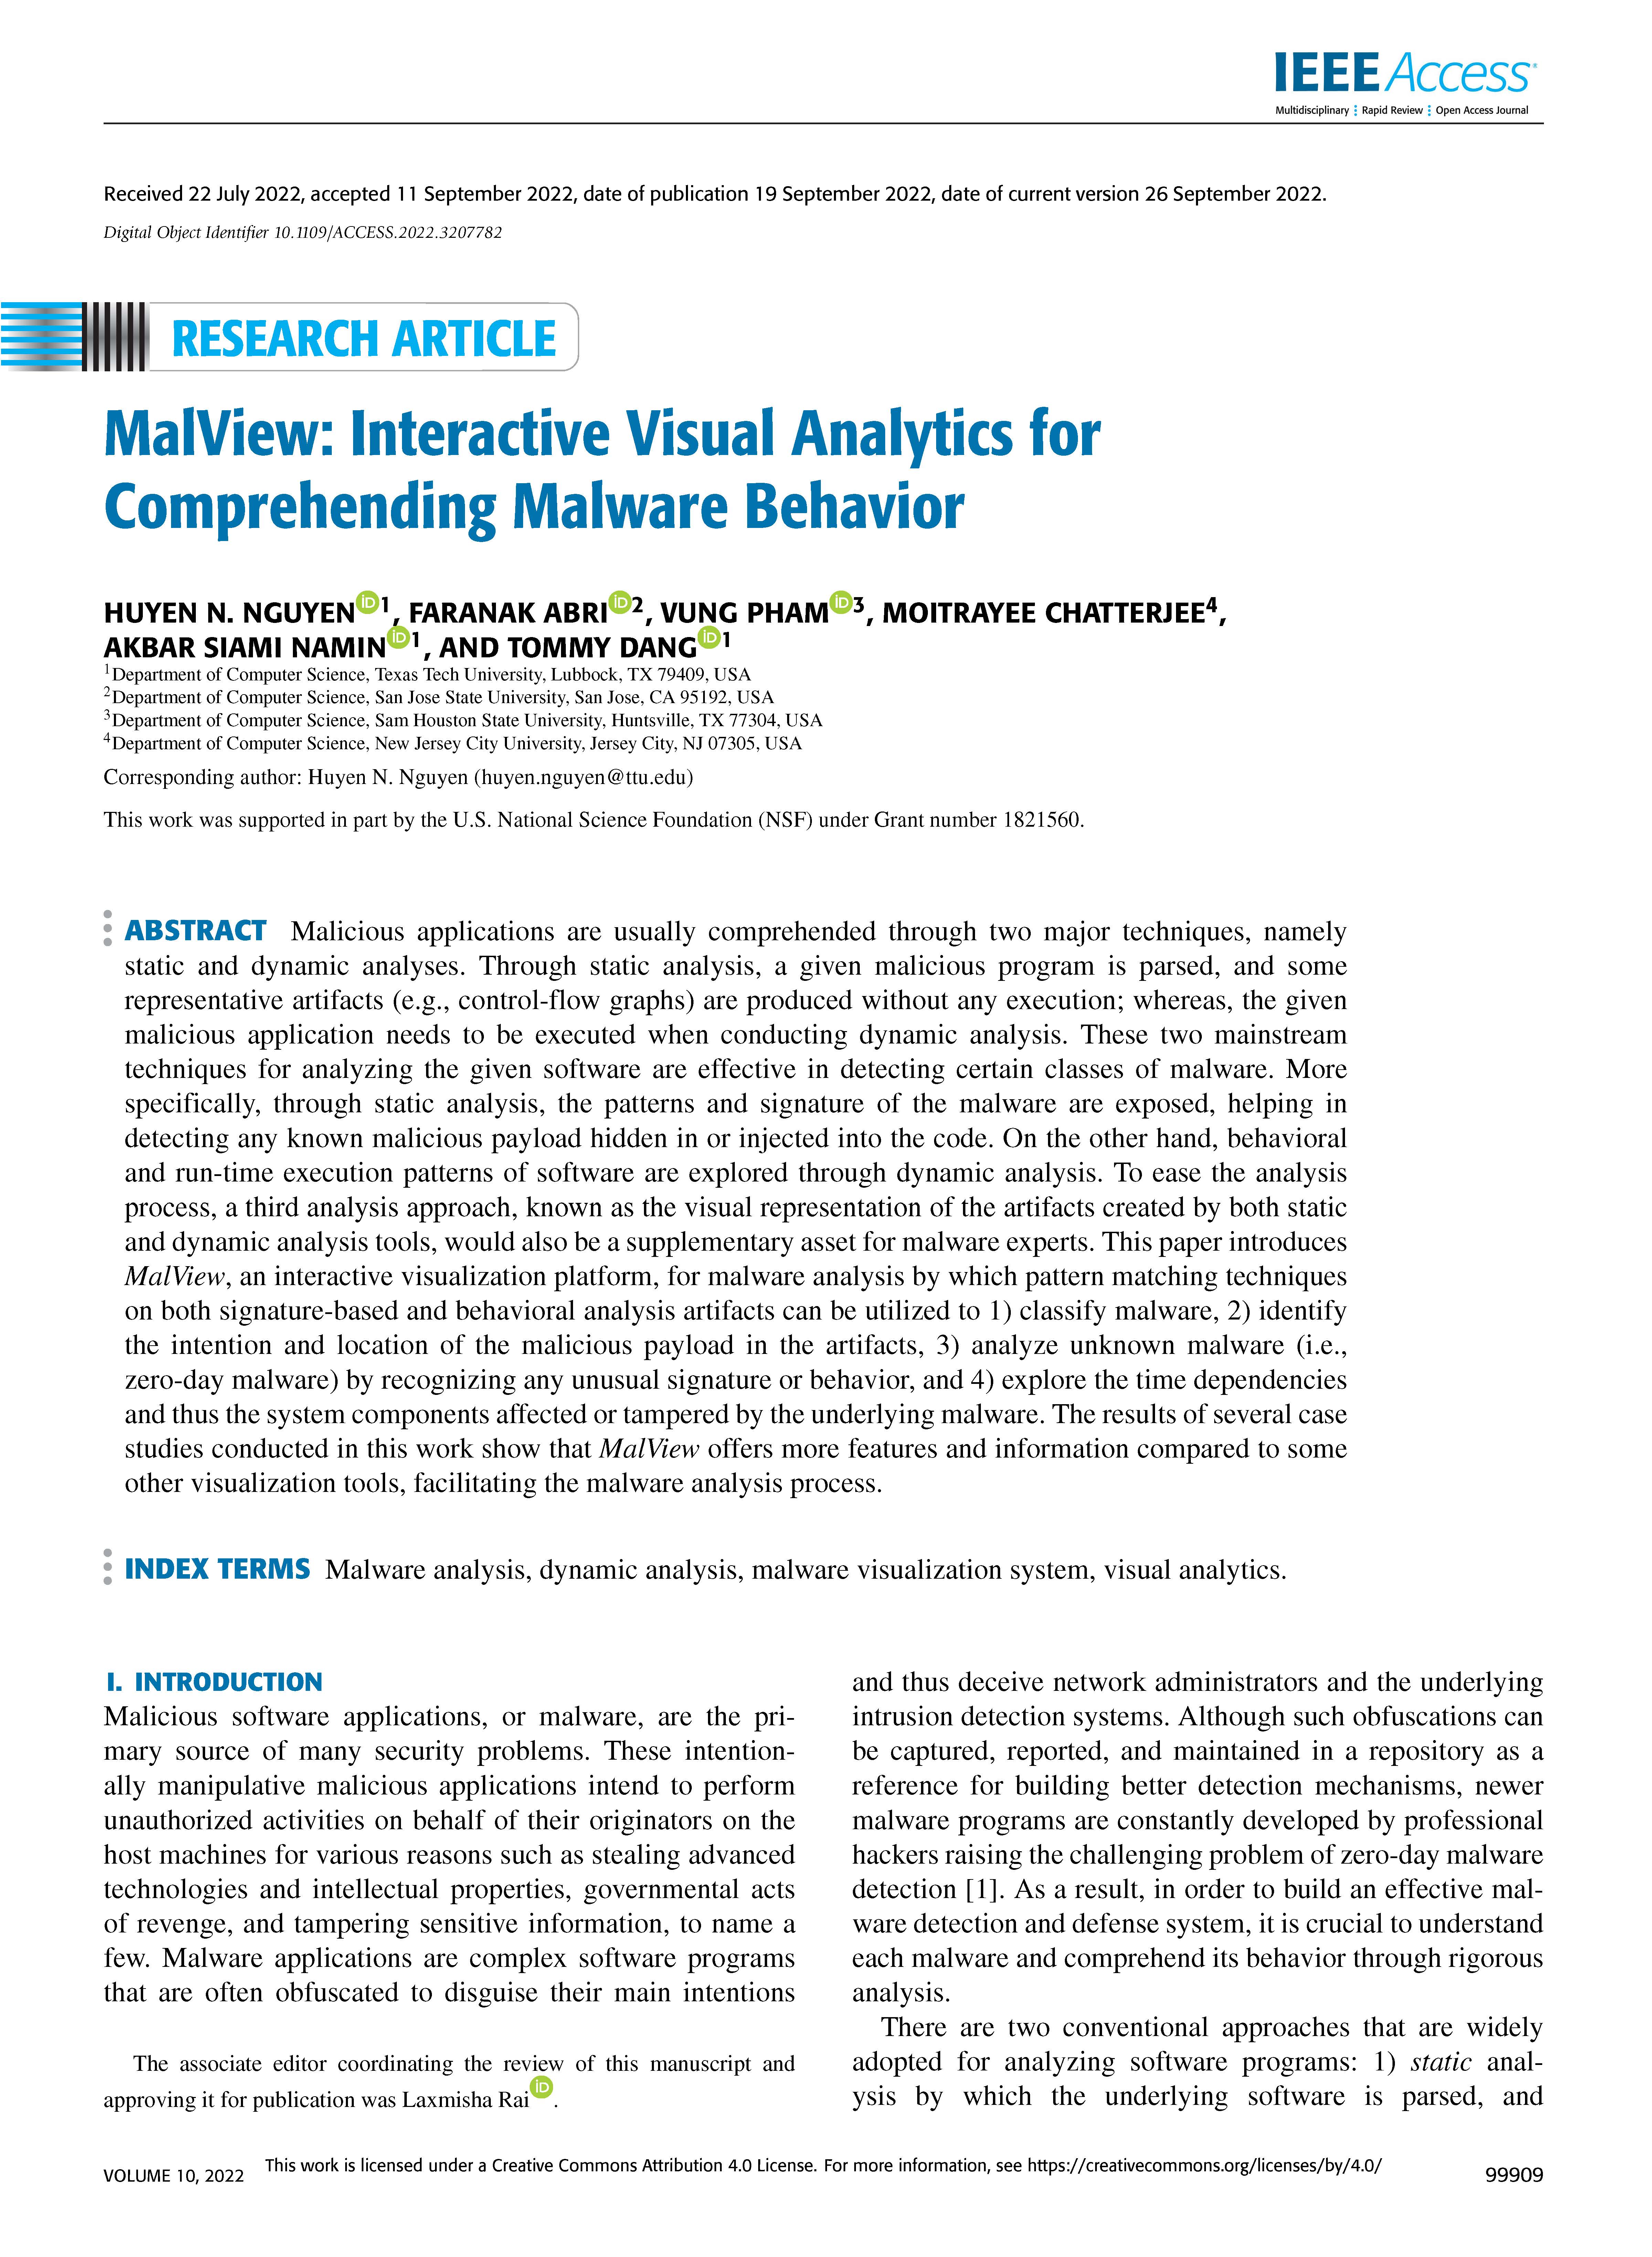 IEEE Access®
Multidisciplinary Rapid Review Open Access Journal
Received 22 July 2022, accepted 11 September 2022, date of publication 19 September 2022, date of current version 26 September 2022.
Digital Object Identifier 10.1109/ACCESS.2022.3207782
RESEARCH ARTICLE
MalView: Interactive Visual Analytics for
Comprehending Malware Behavior
HUYEN N. NGUYEN iD 1, FARANAK ABRI iD 2, VUNG PHAM iD 3, MOITRAYEE CHATTERJEE4,
AKBAR SIAMI NAMIN iD 1, AND TOMMY DANG iD 1
1Department of Computer Science, Texas Tech University, Lubbock, TX 79409, USA
2Department of Computer Science, San Jose State University, San Jose, CA 95192, USA
3Department of Computer Science, Sam Houston State University, Huntsville, TX 77304, USA
4Department of Computer Science, New Jersey City University, Jersey City, NJ 07305, USA
Corresponding author: Huyen N. Nguyen (huyen.nguyen@ttu.edu)
This work was supported in part by the U.S. National Science Foundation (NSF) under Grant number 1821560.
ABSTRACT Malicious applications are usually comprehended through two major techniques, namely
static and dynamic analyses. Through static analysis, a given malicious program is parsed, and some
representative artifacts (e.g., control-flow graphs) are produced without any execution; whereas, the given
malicious application needs to be executed when conducting dynamic analysis. These two mainstream
techniques for analyzing the given software are effective in detecting certain classes of malware. More
specifically, through static analysis, the patterns and signature of the malware are exposed, helping in
detecting any known malicious payload hidden in or injected into the code. On the other hand, behavioral
and run-time execution patterns of software are explored through dynamic analysis. To ease the analysis
process, a third analysis approach, known as the visual representation of the artifacts created by both static
and dynamic analysis tools, would also be a supplementary asset for malware experts. This paper introduces
MalView, an interactive visualization platform, for malware analysis by which pattern matching techniques
on both signature-based and behavioral analysis artifacts can be utilized to 1) classify malware, 2) identify
the intention and location of the malicious payload in the artifacts, 3) analyze unknown malware (i.e.,
zero-day malware) by recognizing any unusual signature or behavior, and 4) explore the time dependencies
and thus the system components affected or tampered by the underlying malware. The results of several case
studies conducted in this work show that MalView offers more features and information compared to some
other visualization tools, facilitating the malware analysis process.
INDEX TERMS Malware analysis, dynamic analysis, malware visualization system, visual analytics.
I. INTRODUCTION
Malicious software applications, or malware, are the pri-
mary source of many security problems. These intention-
ally manipulative malicious applications intend to perform
unauthorized activities on behalf of their originators on the
host machines for various reasons such as stealing advanced
technologies and intellectual properties, governmental acts
of revenge, and tampering sensitive information, to name a
few. Malware applications are complex software programs
that are often obfuscated to disguise their main intentions
The associate editor coordinating the review of this manuscript and
approving it for publication was Laxmisha Rai iD .
and thus deceive network administrators and the underlying
intrusion detection systems. Although such obfuscations can
be captured, reported, and maintained in a repository as a
reference for building better detection mechanisms, newer
malware programs are constantly developed by professional
hackers raising the challenging problem of zero-day malware
detection [1]. As a result, in order to build an effective mal-
ware detection and defense system, it is crucial to understand
each malware and comprehend its behavior through rigorous
analysis.
There are two conventional approaches that are widely
adopted for analyzing software programs: 1) static anal-
ysis by which the underlying software is parsed, and
VOLUME 10, 2022
This work is licensed under a Creative Commons Attribution 4.0 License. For more information, see https://creativecommons.org/licenses/by/4.0/
99909